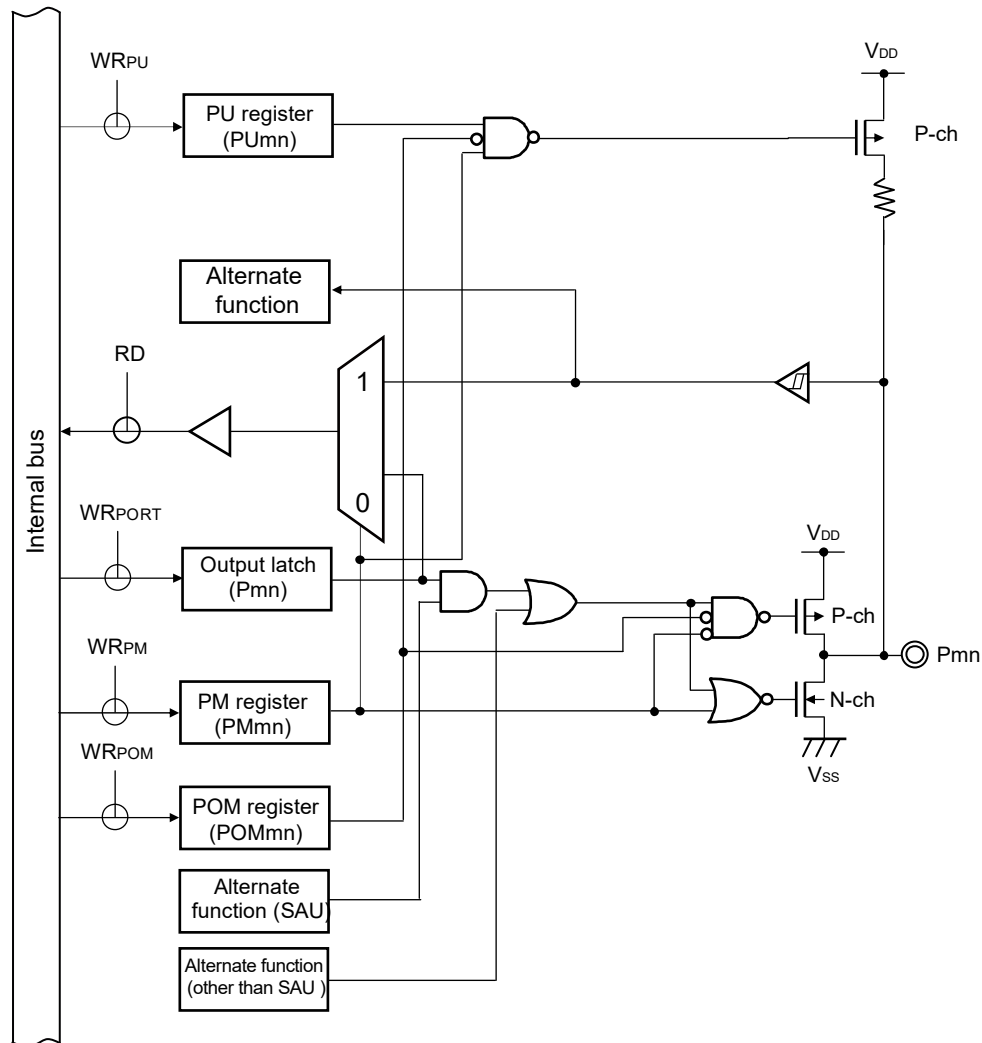 WRPU
PU register
(PUmn)
VDD
P-ch
Alternate
function
RD
1
0
Internal bus
WRPORT
Output latch
(Pmn)
VDD
P-ch
Pmn
WRPM
PM register
(PMmn)
N-ch
VSS
WRPOM
POM register
(POMmn)
Alternate
function (SAU)
Alternate function
(other than SAU )